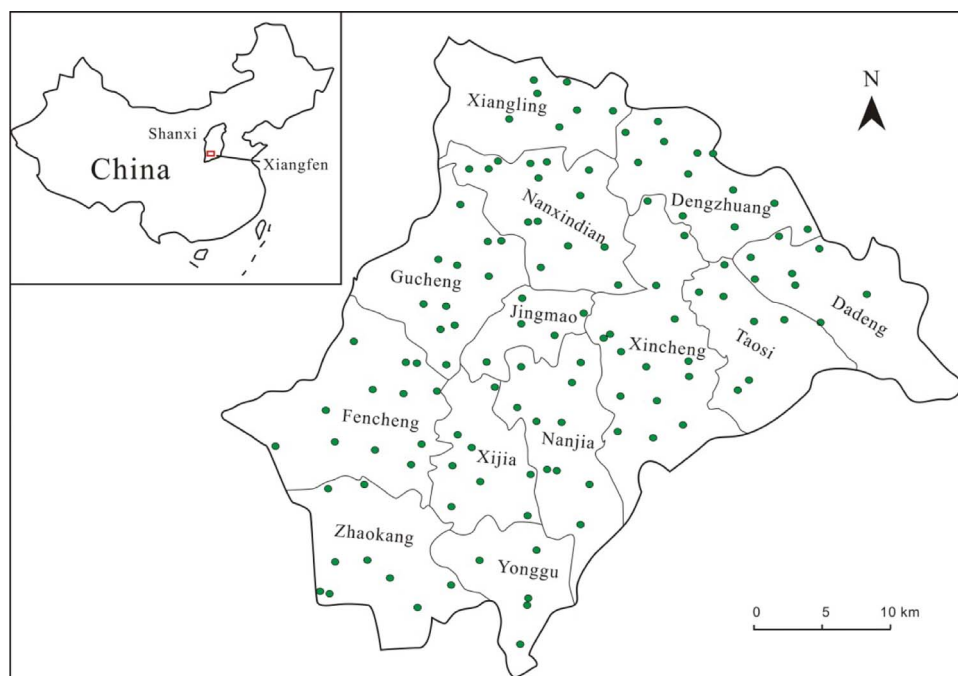 Shanxi
China
Xiangfen
N
Xiangling
Dengzhuang
Nanxindian
Gucheng
Jingmao
Dadeng
Taosi
Xincheng
Fencheng
Nanjia
Xijia
Zhaokang
Yonggu
0 5 10 km